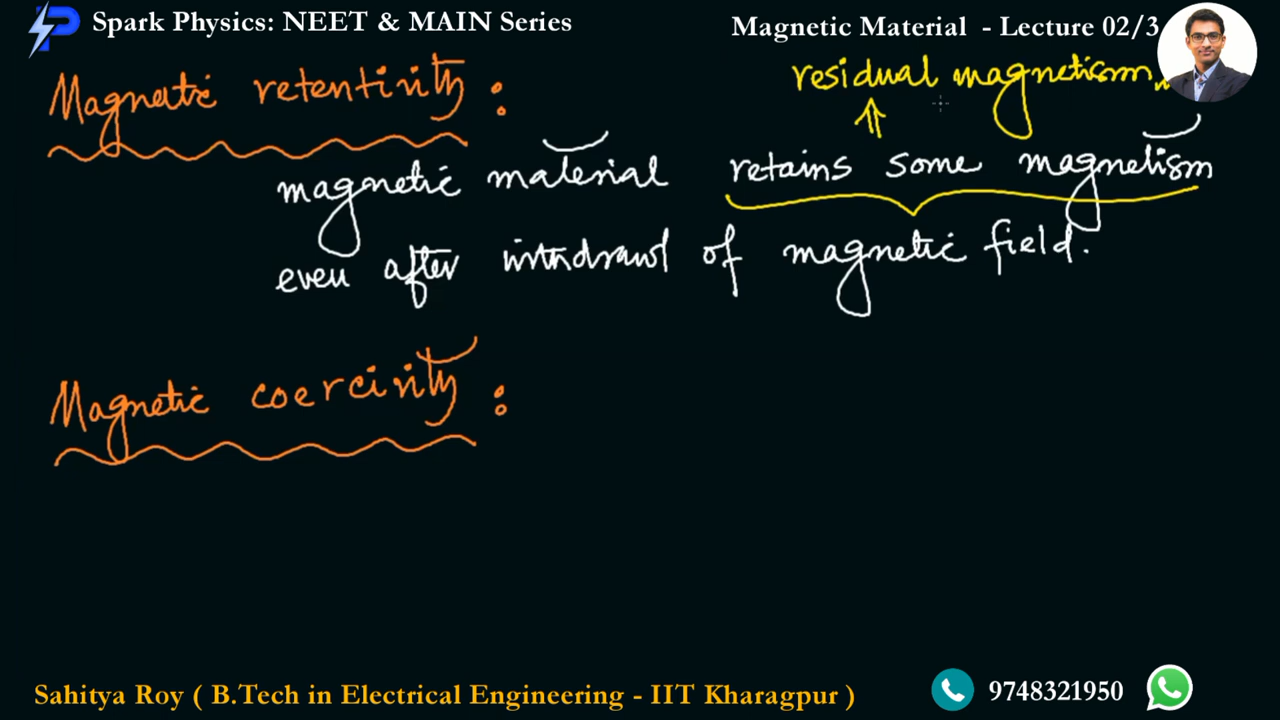 Spark Physics: NEET & MAIN Series
Magnetic Material - Lecture 02/3
Magnetic retentivity :
residual magnetism
magnetic material retains some magnetism
even after withdrawl of magnetic field.
Magnetic coercivity :
Sahitya Roy ( B.Tech in Electrical Engineering - IIT Kharagpur )
9748321950